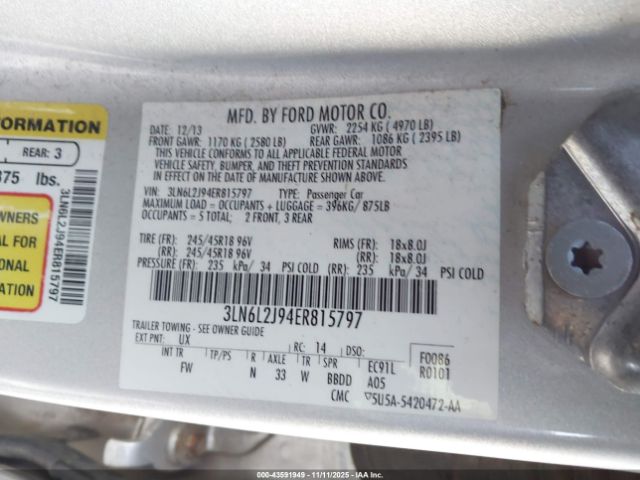 MFD. BY FORD MOTOR CO.
DATE: 12/13 GVWR: 2254 KG ( 4970 LB)
FRONT GAWR: 1170 KG ( 2580 LB) REAR GAWR: 1086 KG ( 2395 LB)
THIS VEHICLE CONFORMS TO ALL APPLICABLE FEDERAL MOTOR
VEHICLE SAFETY, BUMPER, AND THEFT PREVENTION STANDARDS
IN EFFECT ON THE DATE OF MANUFACTURE SHOWN ABOVE.
VIN: 3LN6L2J94ER815797 TYPE: Passenger Car
MAXIMUM LOAD = OCCUPANTS + LUGGAGE = 396KG/ 875LB
OCCUPANTS = 5 TOTAL; 2 FRONT, 3 REAR
TIRE (FR): 245/45R18 96V RIMS (FR): 18x8.0J
(RR): 245/45R18 96V (RR): 18x8.0J
PRESSURE (FR): 235 kPa/ 34 PSI COLD (RR): 235 kPa/ 34 PSI COLD
3LN6L2J94ER815797
TRAILER TOWING - SEE OWNER GUIDE
EXT PNT: UX RC: 14 DSO: F0086
INT TR TP/PS R AXLE TR SPR EC91L R0101
FW N 33 W BBDD A05
CMC 5U5A-5420472-AA
FORMATION
REAR: 3
875 lbs.
3LN6L2J94ER815797
OWNERS
AL FOR
IONAL
ATION
000-43591949 - 11/11/2025 - IAAI.COM